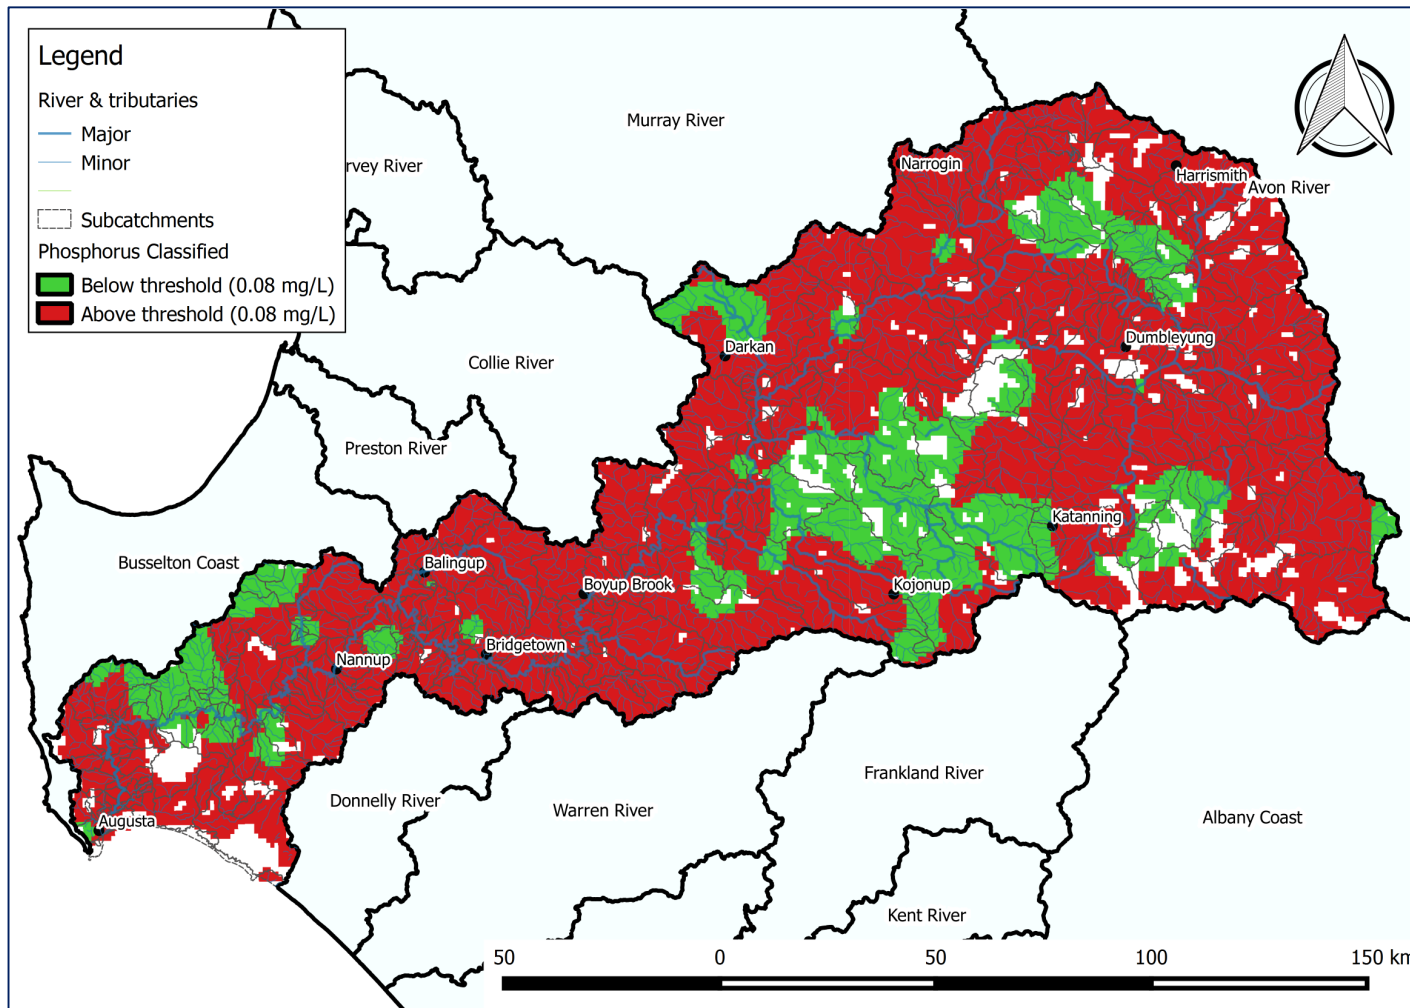 Legend
River & tributaries
Major
Minor
Subcatchments
Phosphorus Classified
Below threshold (0.08 mg/L)
Above threshold (0.08 mg/L)
Murray River
rvey River
Narrogin
Harrismith
Avon River
Dumbleyung
Darkan
Collie River
Preston River
Katanning
Busselton Coast
Balingup
Boyup Brook
Kojonup
Bridgetown
Nannup
Frankland River
Donnelly River
Warren River
Albany Coast
Augusta
Kent River
50 0 50 100 150 km